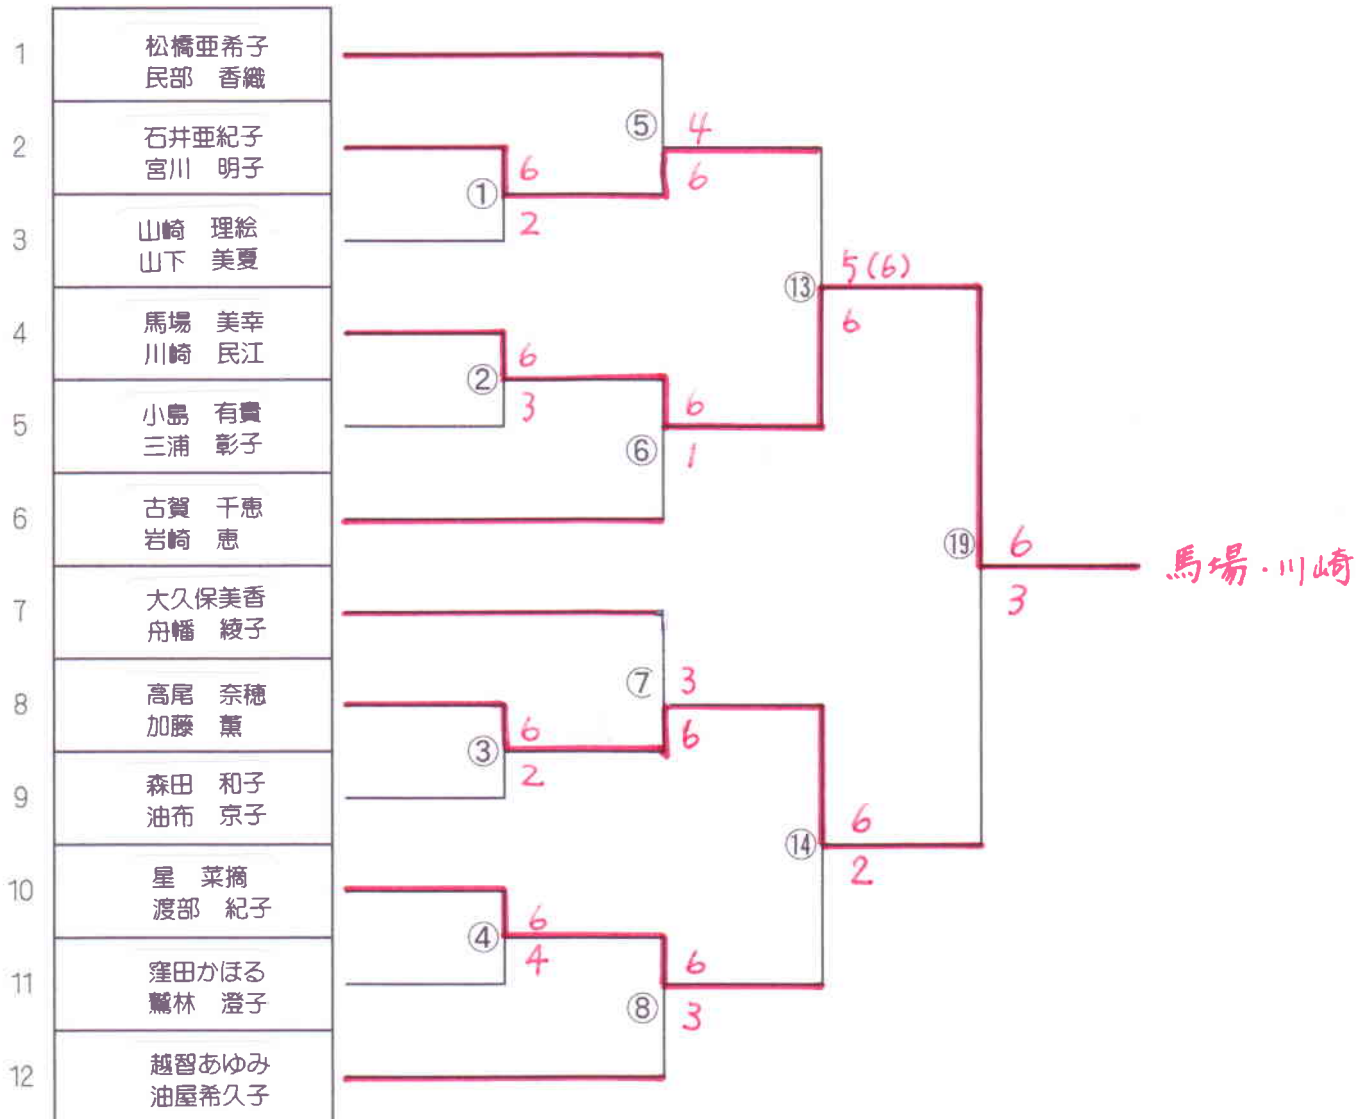 1
松橋亜希子
民部 香織
2
石井亜紀子
宮川 明子
3
山崎 理絵
山下 美夏
4
馬場 美幸
川崎 民江
5
小島 有貴
三浦 彰子
6
古賀 千恵
岩崎 恵
7
大久保美香
舟幡 綾子
8
高尾 奈穂
加藤 薫
9
森田 和子
油布 京子
10
星 菜摘
渡部 紀子
11
窪田かほる
鷲林 澄子
12
越智あゆみ
油屋希久子
① 6
2
② 6
3
③ 6
2
④ 6
4
⑤ 4
6
⑥ 6
1
⑦ 3
6
⑧ 6
3
⑬ 5(6)
6
⑭ 6
2
⑲ 6
3
馬場・川崎